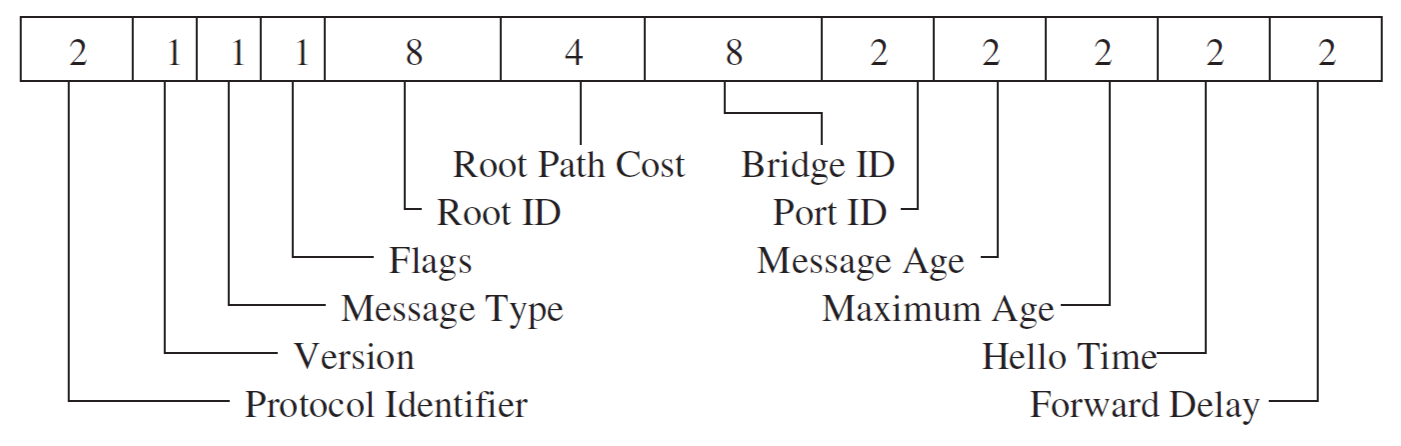 2 1 1 1 8 4 8 2 2 2 2 2
Root Path Cost Bridge ID
Root ID Port ID
Flags Message Age
Message Type Maximum Age
Version Hello Time
Protocol Identifier Forward Delay